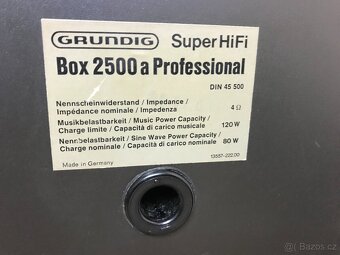 GRUNDIG Super HiFi
Box 2500 a Professional
DIN 45 500
Nennscheinwiderstand / Impedance /
Impédance nominale / Impedenza 4 Ω
Musikbelastbarkeit / Music Power Capacity /
Charge limite / Capacità di carico musicale 120 W
Nennbelastbarkeit / Sine Wave Power Capacity /
Charge nominale / Capacità di carico nominale 80 W
Made in Germany
Bazos.cz